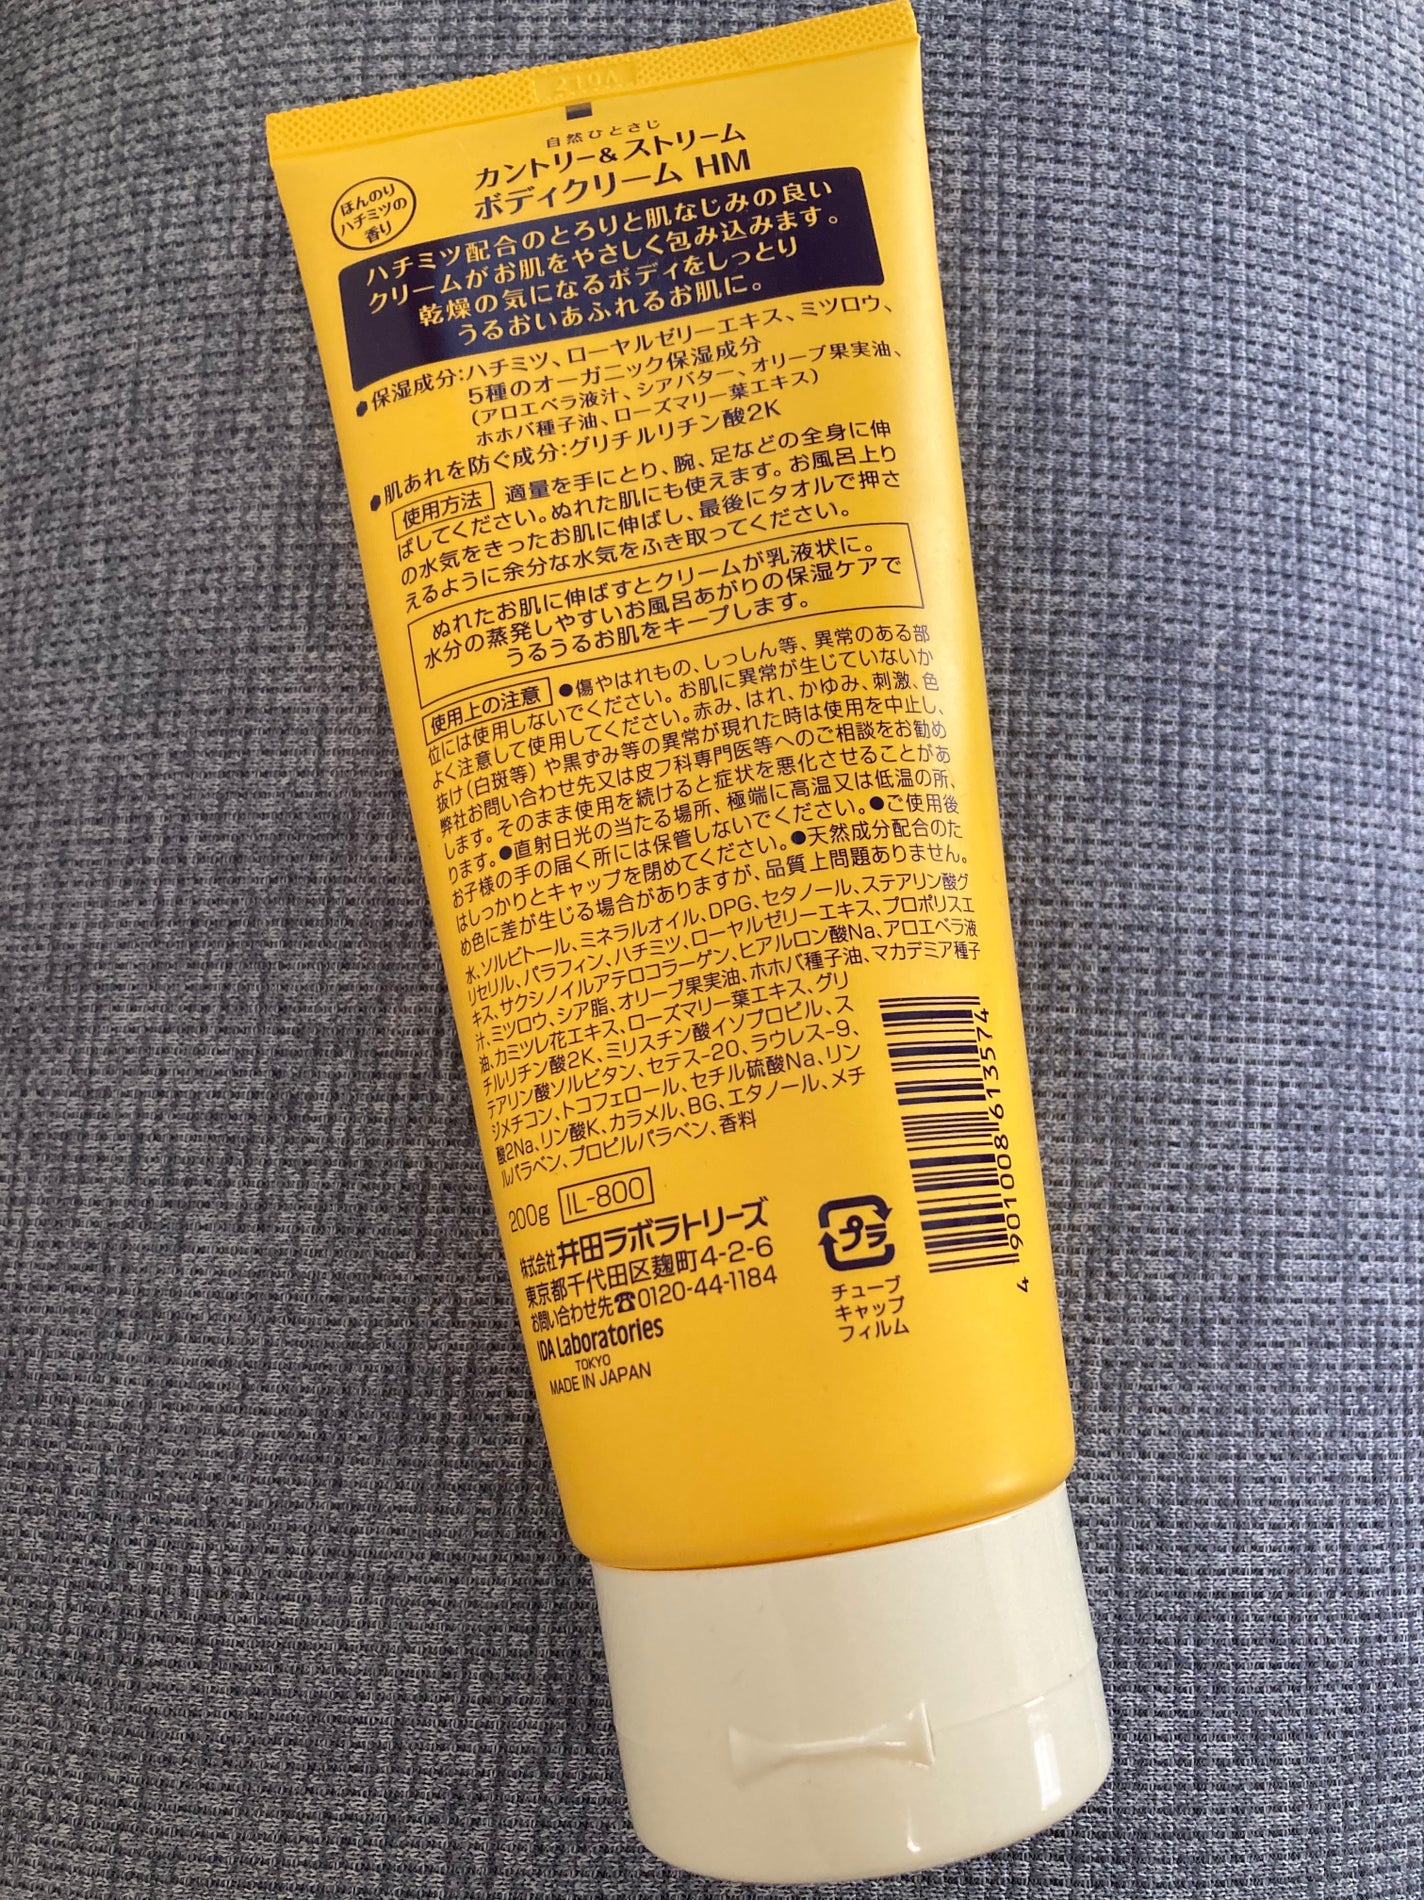 219A
自然ひとさじ
カントリー&ストリーム
ボディクリーム HM
ほんのり
ハチミツの
香り
ハチミツ配合のとろりと肌なじみの良い
クリームがお肌をやさしく包み込みます。
乾燥の気になるボディをしっとり
うるおいあふれるお肌に。
●保湿成分:ハチミツ、ローヤルゼリーエキス、ミツロウ、
5種のオーガニック保湿成分
(アロエベラ液汁、シアバター、オリーブ果実油、
ホホバ種子油、ローズマリー葉エキス)
●肌あれを防ぐ成分:グリチルリチン酸2K
使用方法 適量を手にとり、腕、足などの全身に伸
ばしてください。ぬれた肌にも使えます。お風呂上り
の水気をきったお肌に伸ばし、最後にタオルで押さ
えるように余分な水気をふき取ってください。
ぬれたお肌に伸ばすとクリームが乳液状に。
水分の蒸発しやすいお風呂あがりの保湿ケアで
うるうるお肌をキープします。
使用上の注意 ●傷やはれもの、しっしん等、異常のある部
位には使用しないでください。お肌に異常が生じていないか
よく注意して使用してください。赤み、はれ、かゆみ、刺激、色
抜け(白斑等)や黒ずみ等の異常が現れた時は使用を中止し、
弊社お問い合わせ先又は皮フ科専門医等へのご相談をお勧め
します。そのまま使用を続けると症状を悪化させることがあ
ります。●直射日光の当たる場所、極端に高温又は低温の所、
お子様の手の届く所には保管しないでください。●ご使用後
はしっかりとキャップを閉めてください。●天然成分配合のた
め色に差が生じる場合がありますが、品質上問題ありません。
水、ソルビトール、ミネラルオイル、DPG、セタノール、ステアリン酸グ
リセリル、パラフィン、ハチミツ、ローヤルゼリーエキス、プロポリスエ
キス、サクシノイルアテロコラーゲン、ヒアルロン酸Na、アロエベラ液
汁、ミツロウ、シア脂、オリーブ果実油、ホホバ種子油、マカデミア種子
油、カミツレ花エキス、ローズマリー葉エキス、グリ
チルリチン酸2K、ミリスチン酸イソプロピル、ス
テアリン酸ソルビタン、セテス-20、ラウレス-9、
ジメチコン、トコフェロール、セチル硫酸Na、リン
酸2Na、リン酸K、カラメル、BG、エタノール、メチ
ルパラベン、プロピルパラベン、香料
200g IL-800
株式会社 井田ラボラトリーズ
東京都千代田区麹町4-2-6
お問い合わせ先☎0120-44-1184
IDA Laboratories
TOKYO
MADE IN JAPAN
プラ
チューブ
キャップ
フィルム
4 901008 613574